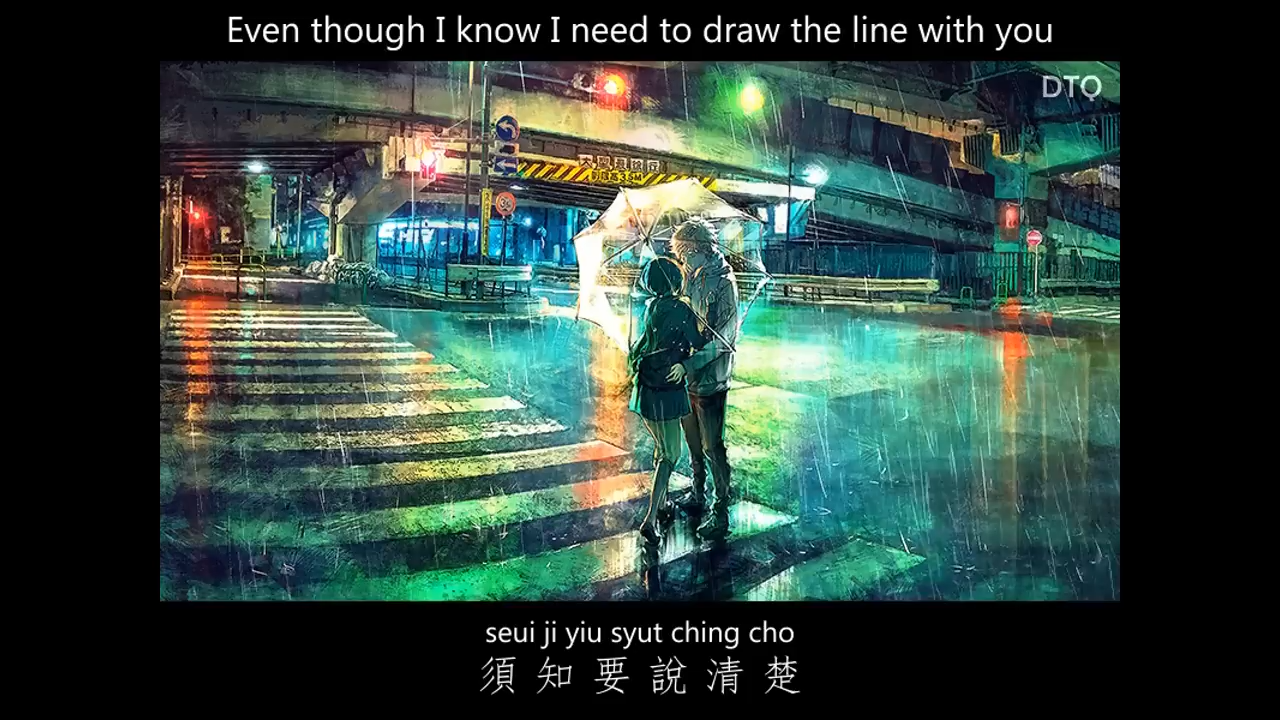 Even though I know I need to draw the line with you
DTQ
seui ji yiu syut ching cho
須知要說清楚